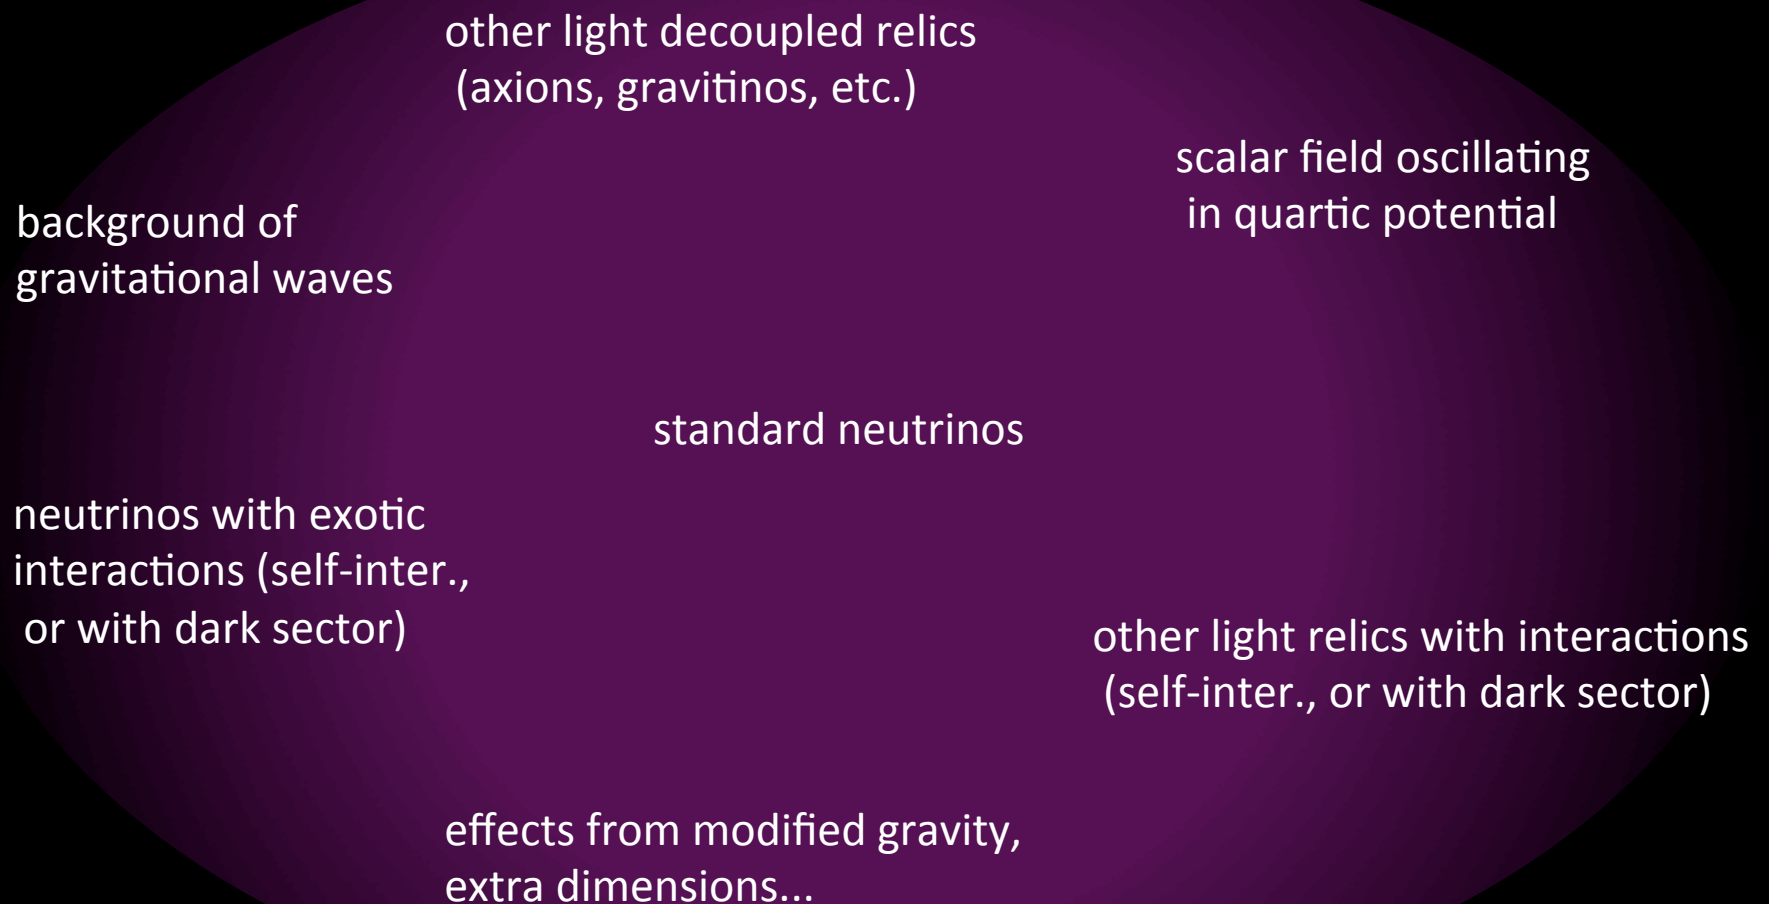 other light decoupled relics
(axions, gravitinos, etc.)
scalar field oscillating
in quartic potential
background of
gravitational waves
standard neutrinos
neutrinos with exotic
interactions (self-inter.,
or with dark sector)
other light relics with interactions
(self-inter., or with dark sector)
effects from modified gravity,
extra dimensions...